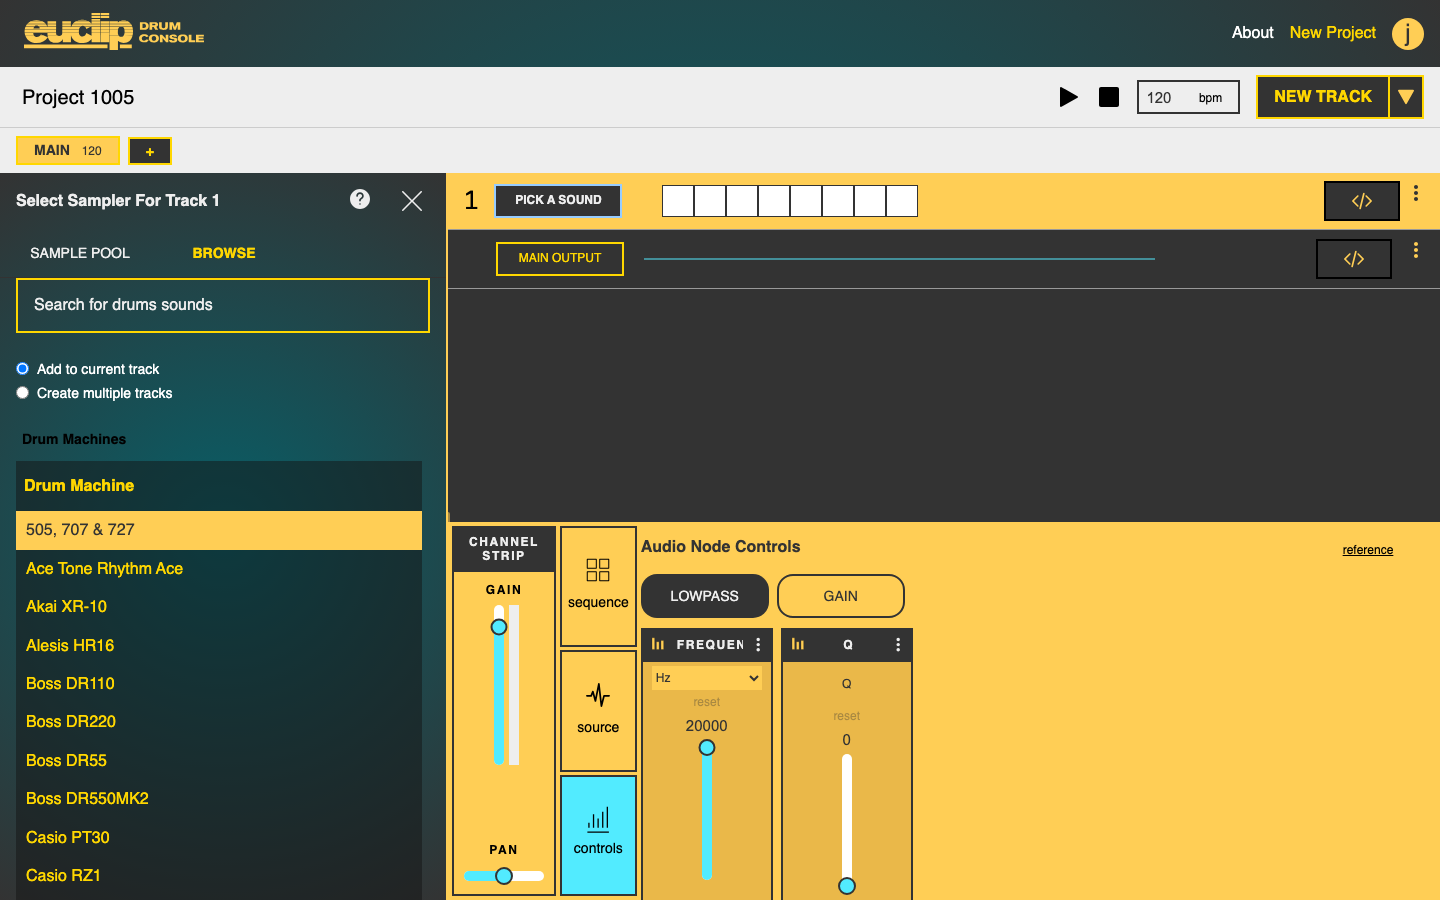 euclip DRUM CONSOLE
About New Project j
Project 1005
120 bpm NEW TRACK
MAIN 120 +
Select Sampler For Track 1 ?
SAMPLE POOL BROWSE
Search for drums sounds
Add to current track
Create multiple tracks
Drum Machines
Drum Machine
505, 707 & 727
Ace Tone Rhythm Ace
Akai XR-10
Alesis HR16
Boss DR110
Boss DR220
Boss DR55
Boss DR550MK2
Casio PT30
Casio RZ1
1 PICK A SOUND </>
MAIN OUTPUT </>
CHANNEL
STRIP
GAIN
PAN
sequence
source
controls
Audio Node Controls
reference
LOWPASS GAIN
FREQUEN
Hz
reset
20000
Q
Q
reset
0